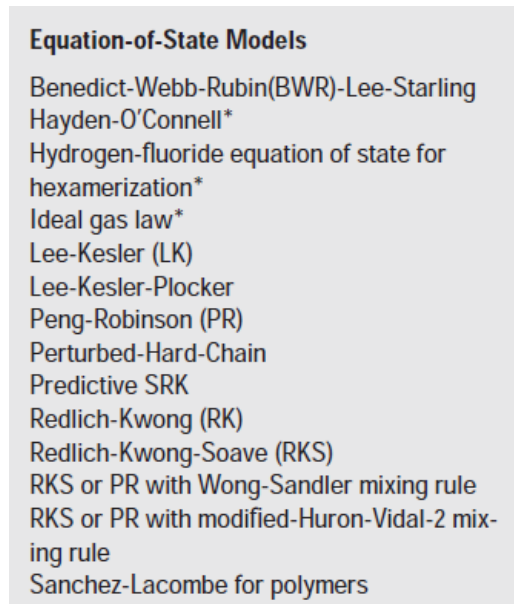 Equation-of-State Models
Benedict-Webb-Rubin(BWR)-Lee-Starling
Hayden-O’Connell*
Hydrogen-fluoride equation of state for
hexamerization*
Ideal gas law*
Lee-Kesler (LK)
Lee-Kesler-Plocker
Peng-Robinson (PR)
Perturbed-Hard-Chain
Predictive SRK
Redlich-Kwong (RK)
Redlich-Kwong-Soave (RKS)
RKS or PR with Wong-Sandler mixing rule
RKS or PR with modified-Huron-Vidal-2 mix-
ing rule
Sanchez-Lacombe for polymers